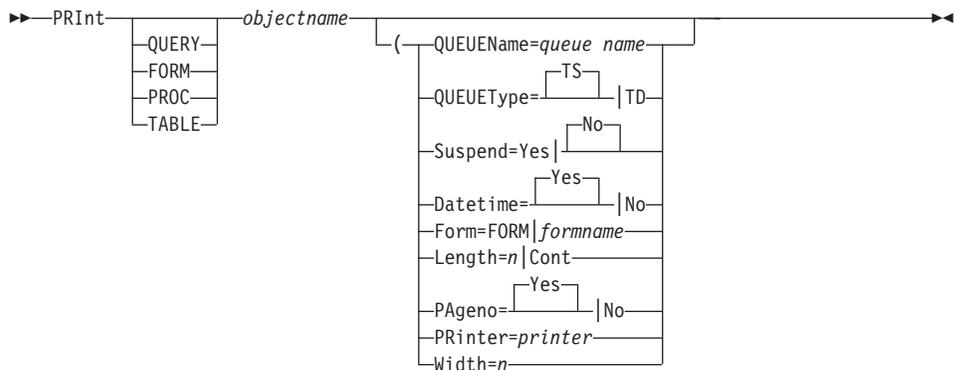 PRInt objectname
( QUEUEName=queue name
QUERY
TS
FORM
QUEUEType= |TD
PROC
No
TABLE
Suspend=Yes|
Yes
Datetime= |No
Form=FORM|formname
Length=n|Cont
Yes
PAgeno= |No
PRinter=printer
Width=n